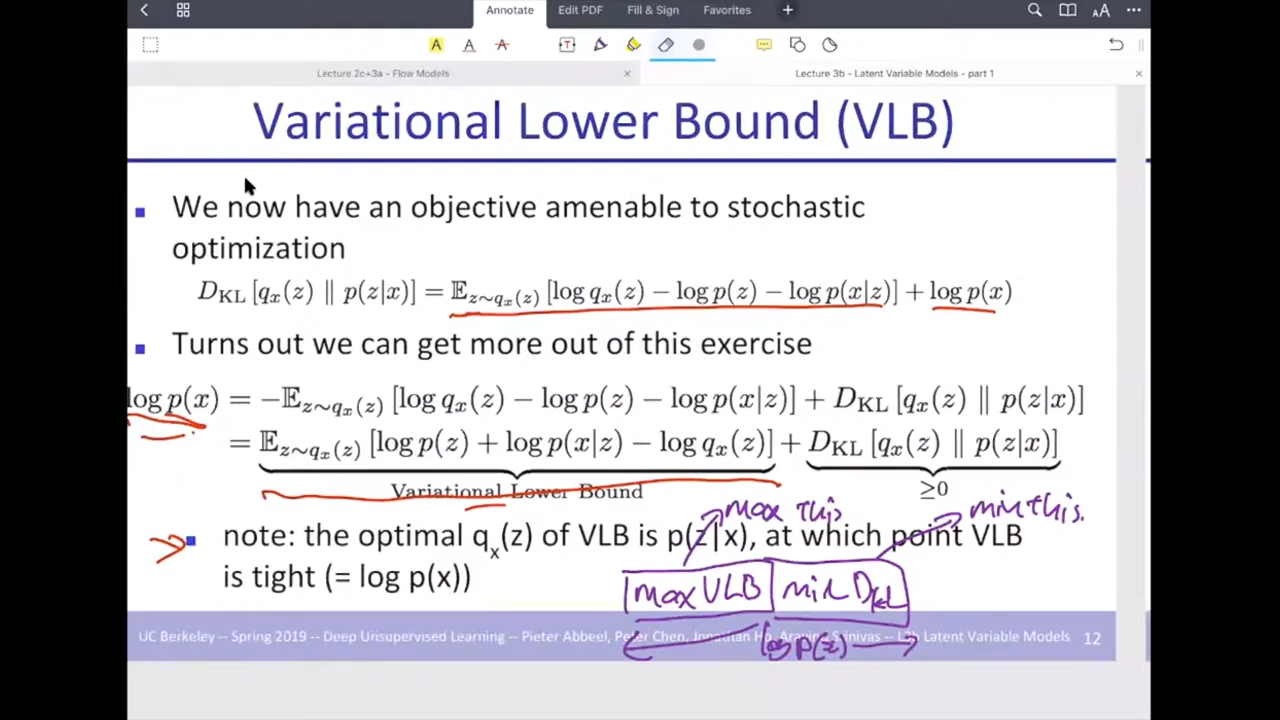 Annotate Edit PDF Fill & Sign Favorites
Lecture 2c+3a - Flow Models × Lecture 3b - Latent Variable Models - part 1 ×
Variational Lower Bound (VLB)
We now have an objective amenable to stochastic
optimization
D_KL [q_x(z) ∥ p(z|x)] = 𝔼_{z∼q_x(z)} [log q_x(z) − log p(z) − log p(x|z)] + log p(x)
Turns out we can get more out of this exercise
log p(x) = −𝔼_{z∼q_x(z)} [log q_x(z) − log p(z) − log p(x|z)] + D_KL [q_x(z) ∥ p(z|x)]
= 𝔼_{z∼q_x(z)} [log p(z) + log p(x|z) − log q_x(z)] + D_KL [q_x(z) ∥ p(z|x)]
Variational Lower Bound ≥0
max this min this.
note: the optimal q_x(z) of VLB is p(z|x), at which point VLB
is tight (= log p(x))
max VLB min D_KL
UC Berkeley -- Spring 2019 -- Deep Unsupervised Learning -- Pieter Abbeel, Peter Chen, Jonathan Ho, Aravind Srinivas -- L3b Latent Variable Models 12
log p(x)